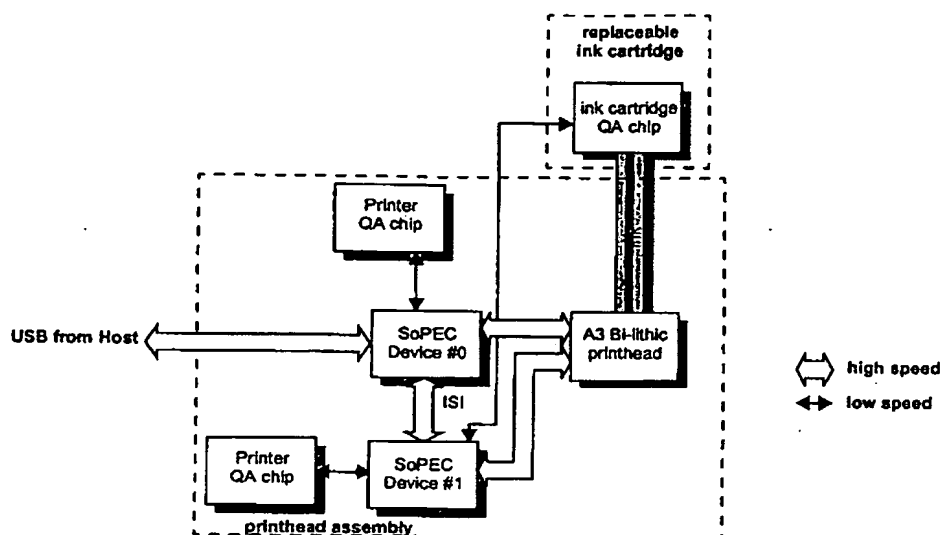 replaceable
ink cartridge
ink cartridge
QA chip
Printer
QA chip
USB from Host
SoPEC
Device #0
A3 Bi-lithic
printhead
high speed
low speed
ISI
Printer
QA chip
SoPEC
Device #1
printhead assembly